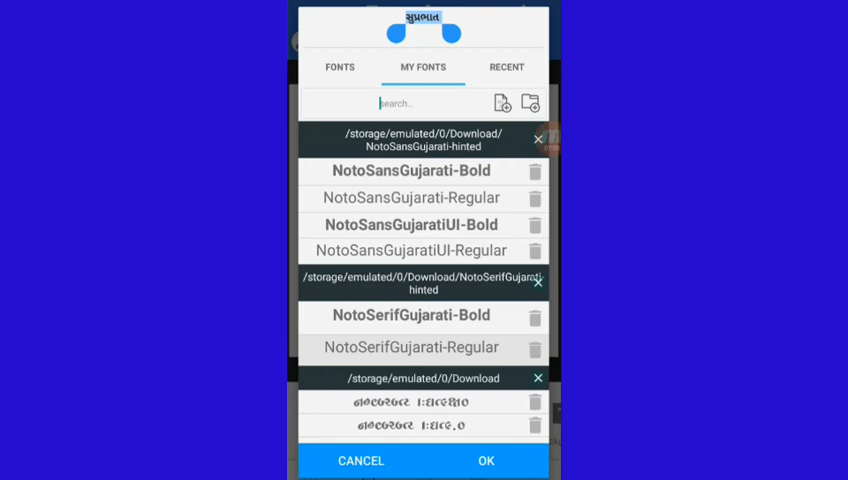 સુપ્રભાત
FONTS MY FONTS RECENT
search..
/storage/emulated/0/Download/
NotoSansGujarati-hinted
NotoSansGujarati-Bold
NotoSansGujarati-Regular
NotoSansGujaratiUI-Bold
NotoSansGujaratiUI-Regular
/storage/emulated/0/Download/NotoSerifGujarati-
hinted
NotoSerifGujarati-Bold
NotoSerifGujarati-Regular
/storage/emulated/0/Download
CANCEL OK